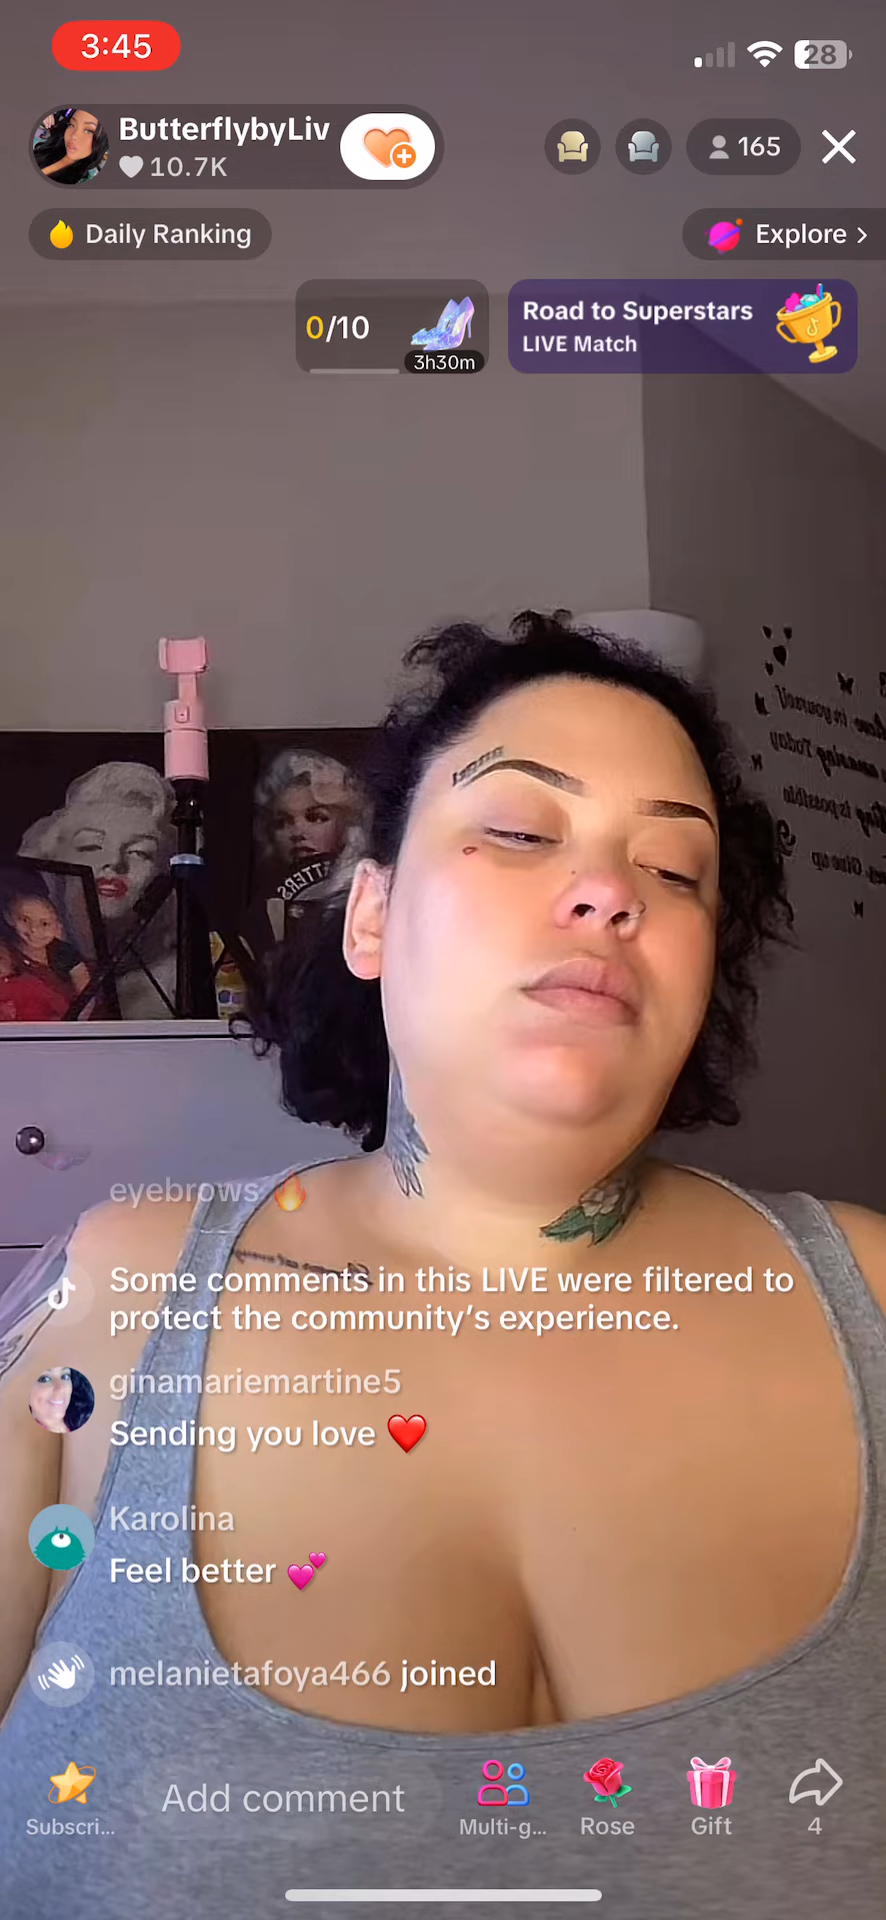 3:45
28
ButterflybyLiv
10.7K
165
Daily Ranking
Explore >
0/10
3h30m
Road to Superstars
LIVE Match
eyebrows 🔥
Some comments in this LIVE were filtered to
protect the community's experience.
ginamariemartine5
Sending you love ❤️
Karolina
Feel better 💕
melanietafoya466 joined
Subscri...
Add comment
Multi-g...
Rose
Gift
4